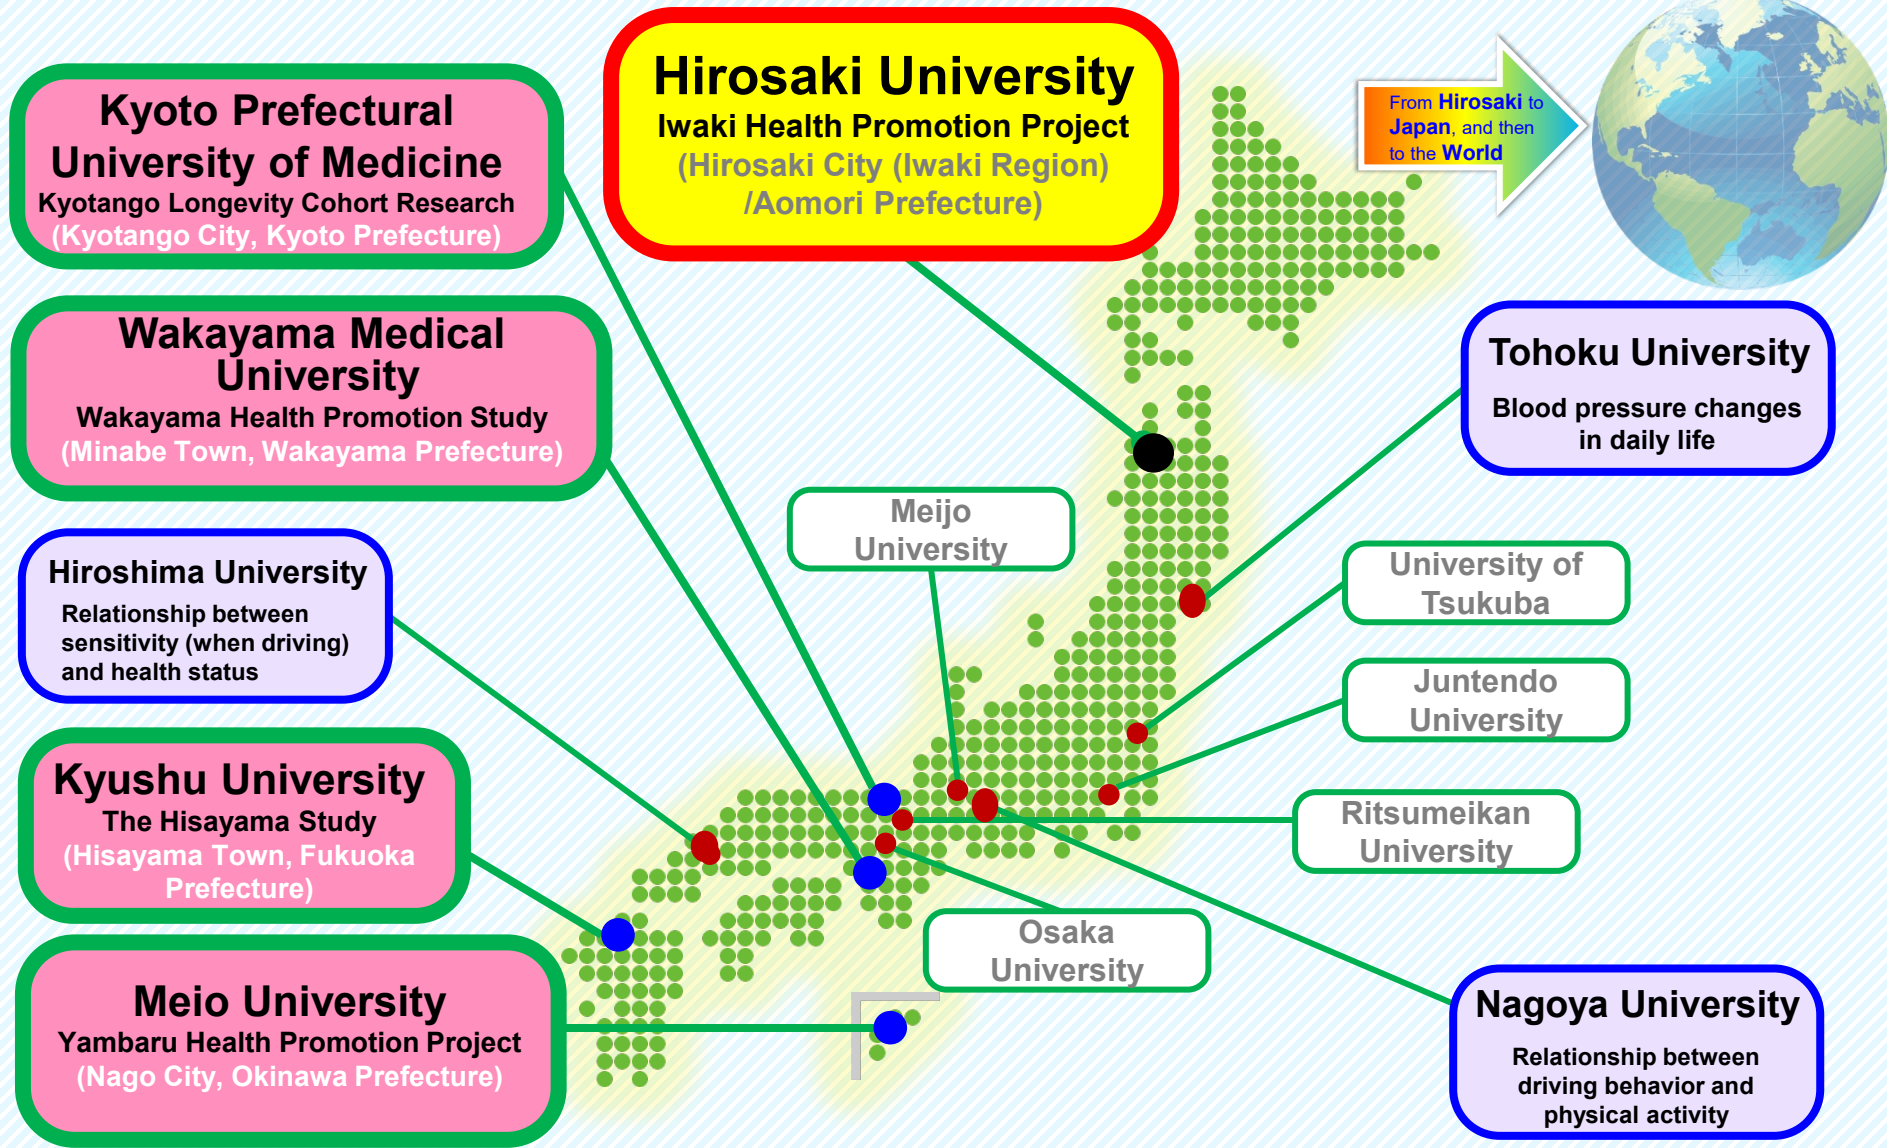 Kyoto Prefectural
University of Medicine
Kyotango Longevity Cohort Research
(Kyotango City, Kyoto Prefecture)
Hirosaki University
Iwaki Health Promotion Project
(Hirosaki City (Iwaki Region)
/Aomori Prefecture)
From Hirosaki to
Japan, and then
to the World
Wakayama Medical
University
Wakayama Health Promotion Study
(Minabe Town, Wakayama Prefecture)
Tohoku University
Blood pressure changes
in daily life
Meijo
University
Hiroshima University
Relationship between
sensitivity (when driving)
and health status
University of
Tsukuba
Juntendo
University
Kyushu University
The Hisayama Study
(Hisayama Town, Fukuoka
Prefecture)
Ritsumeikan
University
Osaka
University
Meio University
Yambaru Health Promotion Project
(Nago City, Okinawa Prefecture)
Nagoya University
Relationship between
driving behavior and
physical activity